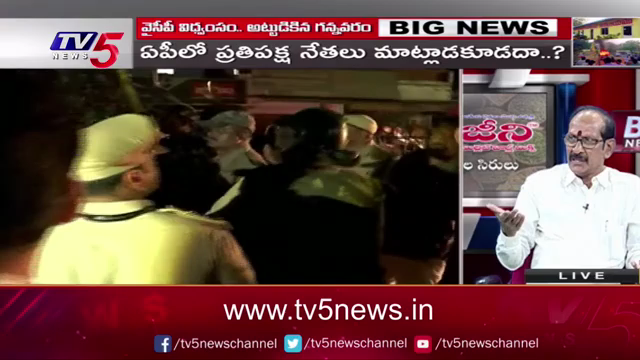 TV5
NEWS
వైసీపీ విధ్వంసం.. అట్టుడికిన గన్నవరం
BIG NEWS
ఏపీలో ప్రతిపక్ష నేతలు మాట్లాడకూడదా..?
జీని
ల సిరులు
NEWS
LIVE
www.tv5news.in
/tv5newschannel
/tv5newschannel
/tv5newschannel